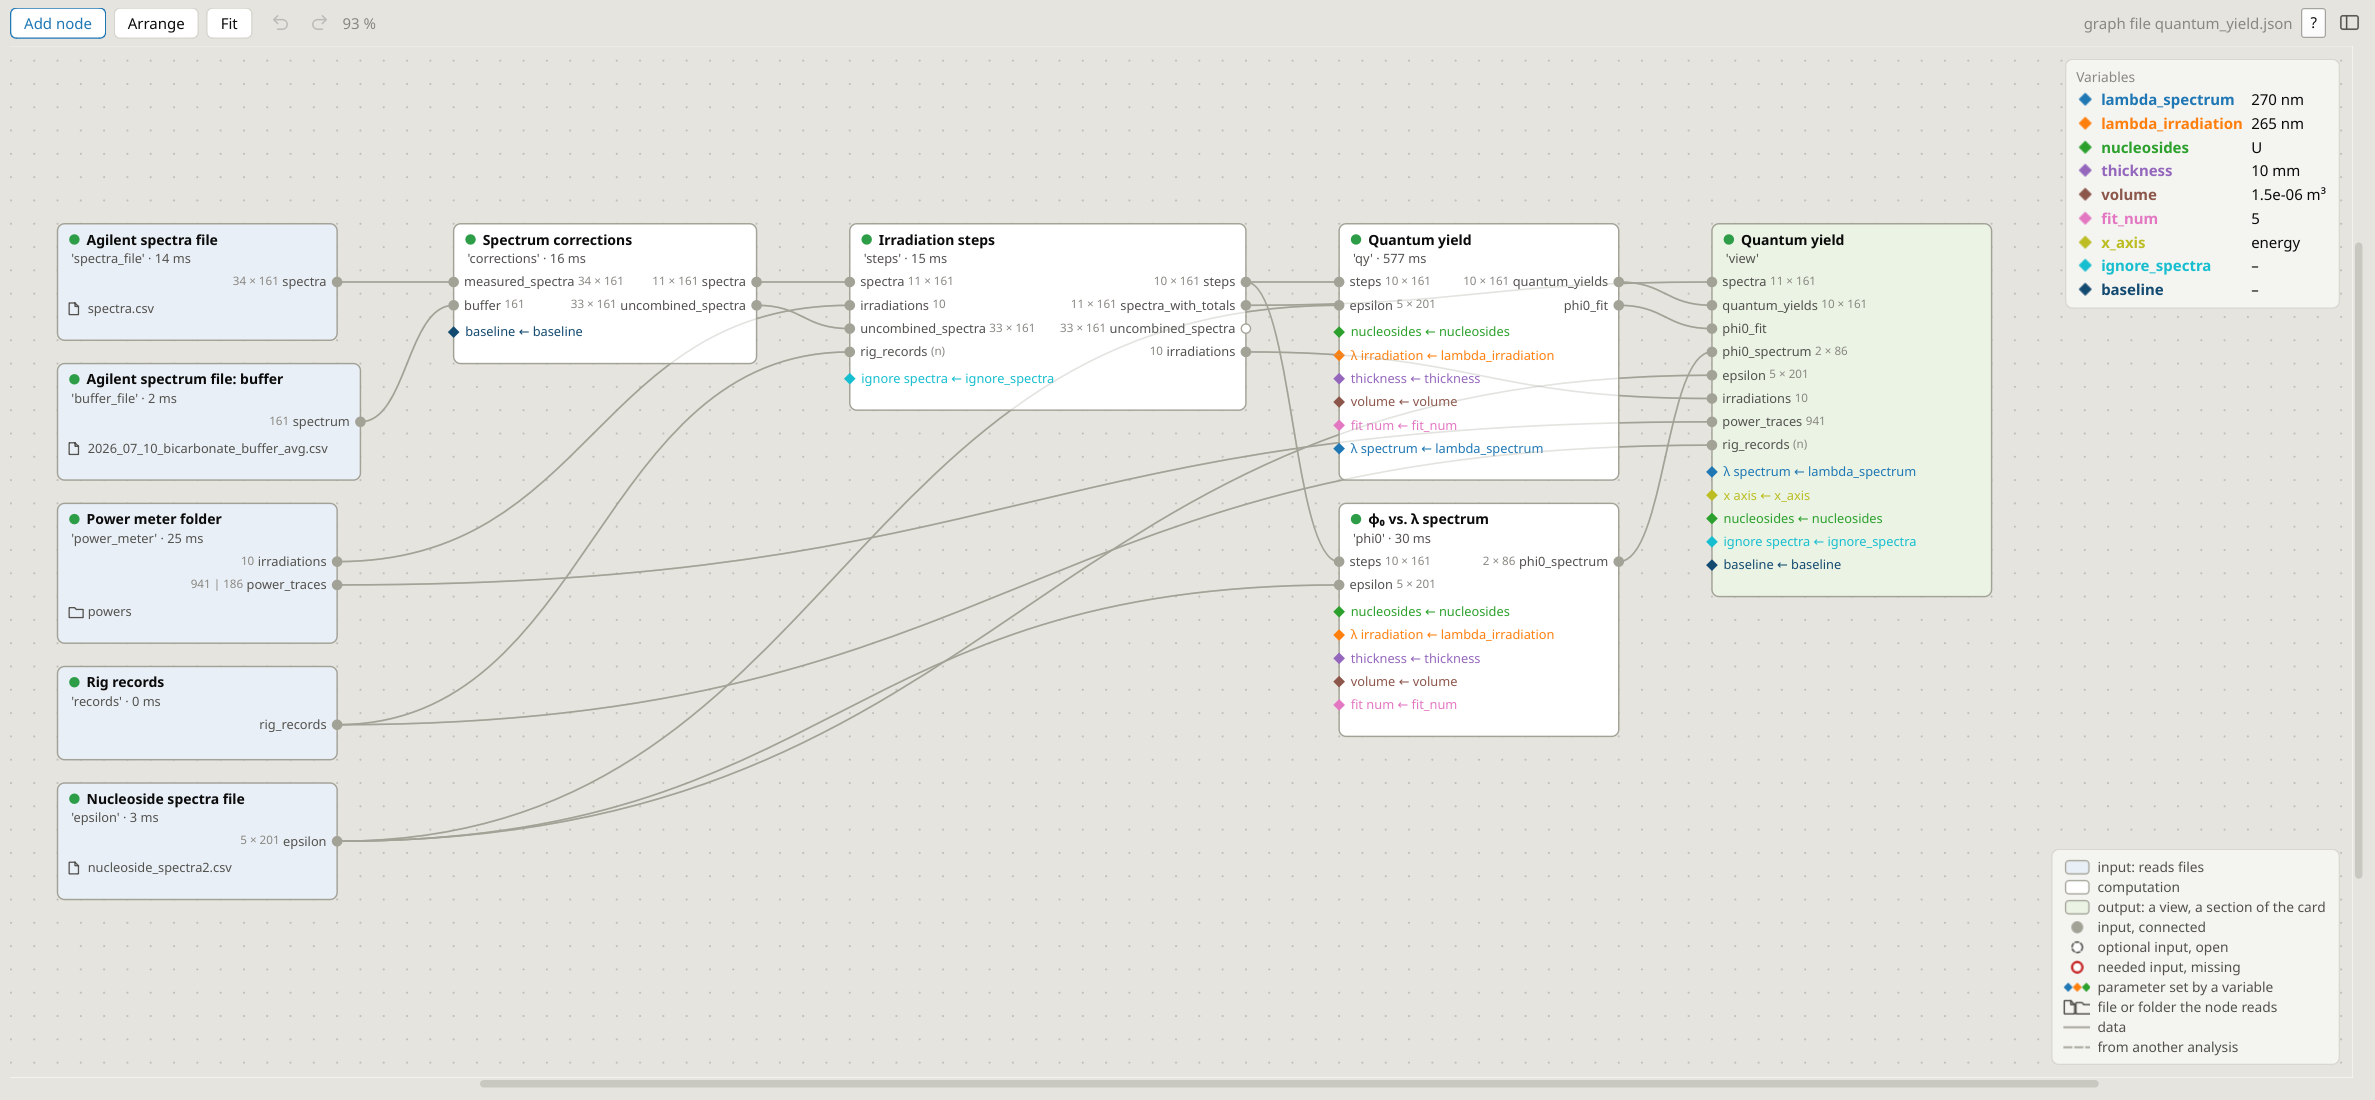 Add node Arrange Fit 93 % graph file quantum_yield.json ?
Variables
lambda_spectrum 270 nm
lambda_irradiation 265 nm
nucleosides U
thickness 10 mm
volume 1.5e-06 m³
fit_num 5
x_axis energy
ignore_spectra –
baseline –
Agilent spectra file
'spectra_file' · 14 ms
34 × 161 spectra
spectra.csv
Agilent spectrum file: buffer
'buffer_file' · 2 ms
161 spectrum
2026_07_10_bicarbonate_buffer_avg.csv
Power meter folder
'power_meter' · 25 ms
10 irradiations
941 | 186 power_traces
powers
Rig records
'records' · 0 ms
rig_records
Nucleoside spectra file
'epsilon' · 3 ms
5 × 201 epsilon
nucleoside_spectra2.csv
Spectrum corrections
'corrections' · 16 ms
measured_spectra 34 × 161 11 × 161 spectra
buffer 161 33 × 161 uncombined_spectra
baseline ← baseline
Irradiation steps
'steps' · 15 ms
spectra 11 × 161 10 × 161 steps
irradiations 10 11 × 161 spectra_with_totals
uncombined_spectra 33 × 161 33 × 161 uncombined_spectra
rig_records (n) 10 irradiations
ignore spectra ← ignore_spectra
Quantum yield
'qy' · 577 ms
steps 10 × 161 10 × 161 quantum_yields
epsilon 5 × 201 phi0_fit
nucleosides ← nucleosides
λ irradiation ← lambda_irradiation
thickness ← thickness
volume ← volume
fit num ← fit_num
λ spectrum ← lambda_spectrum
ϕ₀ vs. λ spectrum
'phi0' · 30 ms
steps 10 × 161 2 × 86 phi0_spectrum
epsilon 5 × 201
nucleosides ← nucleosides
λ irradiation ← lambda_irradiation
thickness ← thickness
volume ← volume
fit num ← fit_num
Quantum yield
'view'
spectra 11 × 161
quantum_yields 10 × 161
phi0_fit
phi0_spectrum 2 × 86
epsilon 5 × 201
irradiations 10
power_traces 941
rig_records (n)
λ spectrum ← lambda_spectrum
x axis ← x_axis
nucleosides ← nucleosides
ignore spectra ← ignore_spectra
baseline ← baseline
input: reads files
computation
output: a view, a section of the card
input, connected
optional input, open
needed input, missing
parameter set by a variable
file or folder the node reads
data
from another analysis